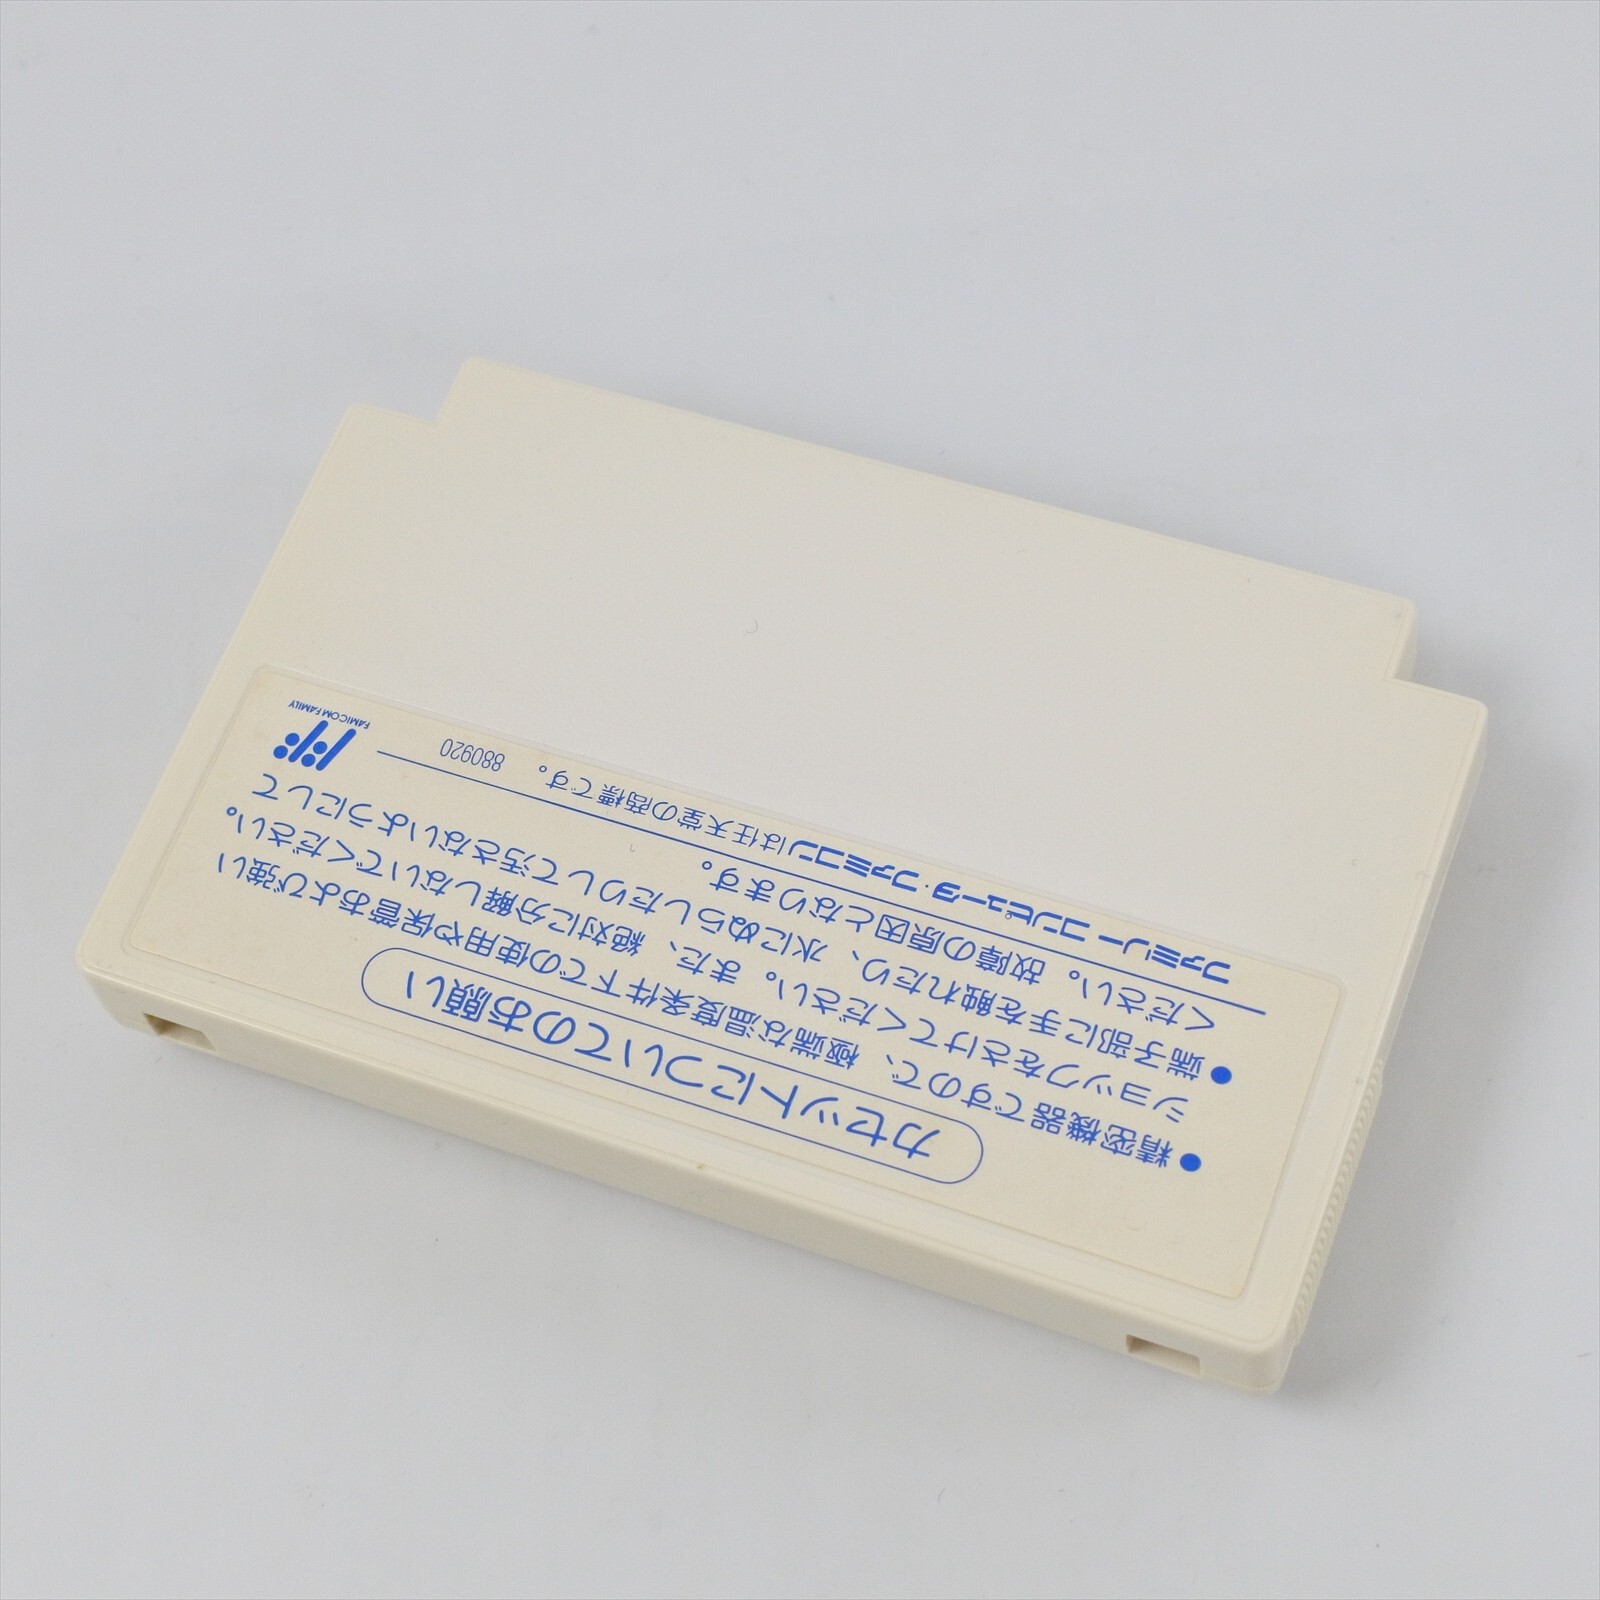 カセットについてのお願い
●精密機器ですので、極端な温度条件下での使用や保管および強い
ショックをさけてください。また、絶対に分解しないでください。
●端子部に手を触れたり、水にぬらしたりして汚さないようにして
ください。故障の原因となります。
ファミリーコンピュータ・ファミコンは任天堂の商標です。 880920
FAMICOM FAMILY